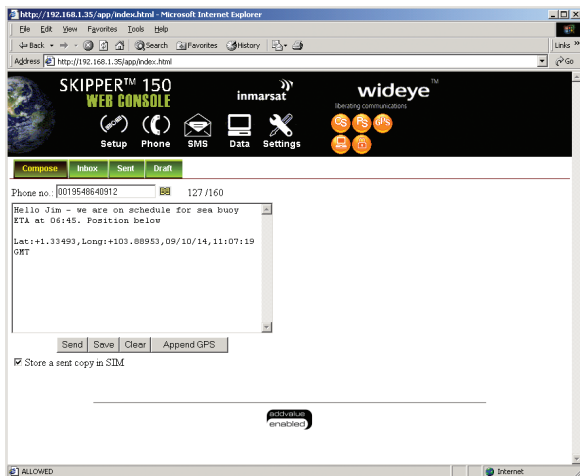 http://192.168.1.35/app/index.html - Microsoft Internet Explorer
File Edit View Favorites Tools Help
Back Search Favorites History Links »
Address http://192.168.1.35/app/index.html Go
SKIPPER™ 150
WEB CONSOLE
inmarsat
wideye™
liberating communications
CS PS GPS
Setup Phone SMS Data Settings
Compose Inbox Sent Draft
Phone no.: 0019548640912 127 /160
Hello Jim - we are on schedule for sea buoy
ETA at 06:45. Position below
Lat:+1.33493,Long:+103.88953,09/10/14,11:07:19
GMT
Send Save Clear Append GPS
Store a sent copy in SIM
addvalue
enabled
ALLOWED Internet